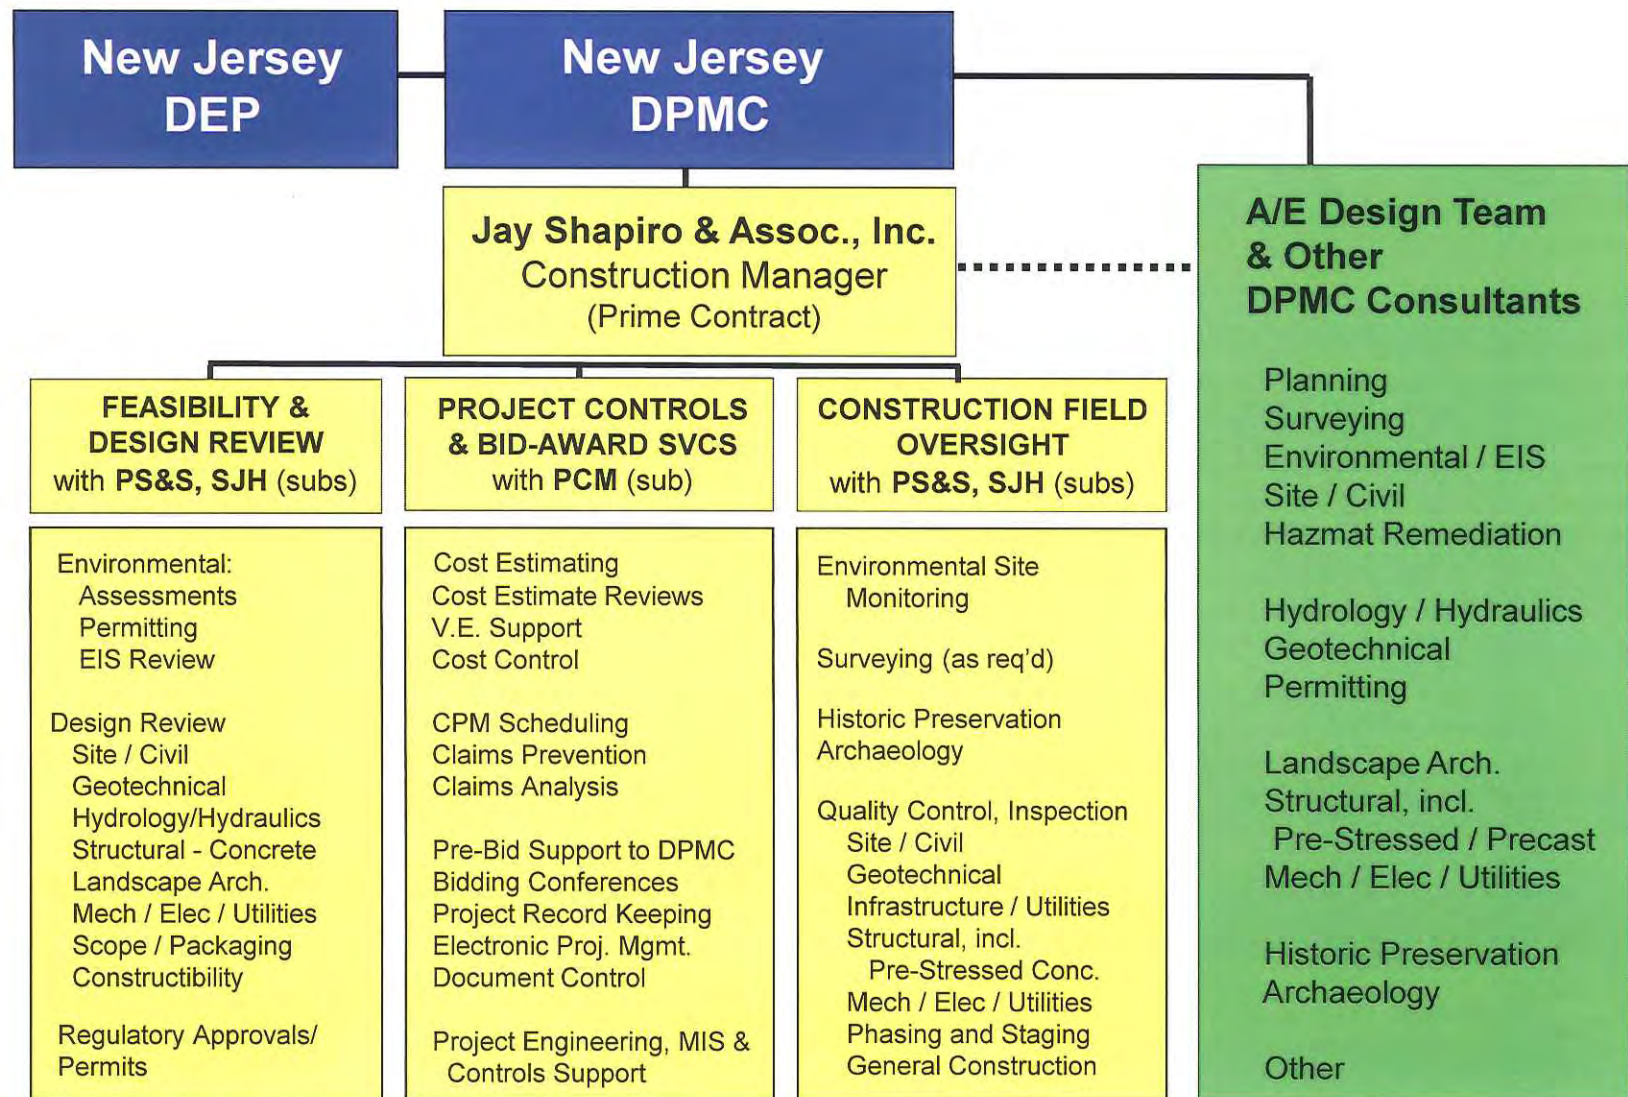 New Jersey
DEP
New Jersey
DPMC
Jay Shapiro & Assoc., Inc.
Construction Manager
(Prime Contract)
FEASIBILITY &
DESIGN REVIEW
with PS&S, SJH (subs)
Environmental:
Assessments
Permitting
EIS Review
Design Review
Site / Civil
Geotechnical
Hydrology/Hydraulics
Structural - Concrete
Landscape Arch.
Mech / Elec / Utilities
Scope / Packaging
Constructibility
Regulatory Approvals/
Permits
PROJECT CONTROLS
& BID-AWARD SVCS
with PCM (sub)
Cost Estimating
Cost Estimate Reviews
V.E. Support
Cost Control
CPM Scheduling
Claims Prevention
Claims Analysis
Pre-Bid Support to DPMC
Bidding Conferences
Project Record Keeping
Electronic Proj. Mgmt.
Document Control
Project Engineering, MIS &
Controls Support
CONSTRUCTION FIELD
OVERSIGHT
with PS&S, SJH (subs)
Environmental Site
Monitoring
Surveying (as req'd)
Historic Preservation
Archaeology
Quality Control, Inspection
Site / Civil
Geotechnical
Infrastructure / Utilities
Structural, incl.
Pre-Stressed Conc.
Mech / Elec / Utilities
Phasing and Staging
General Construction
A/E Design Team
& Other
DPMC Consultants
Planning
Surveying
Environmental / EIS
Site / Civil
Hazmat Remediation
Hydrology / Hydraulics
Geotechnical
Permitting
Landscape Arch.
Structural, incl.
Pre-Stressed / Precast
Mech / Elec / Utilities
Historic Preservation
Archaeology
Other